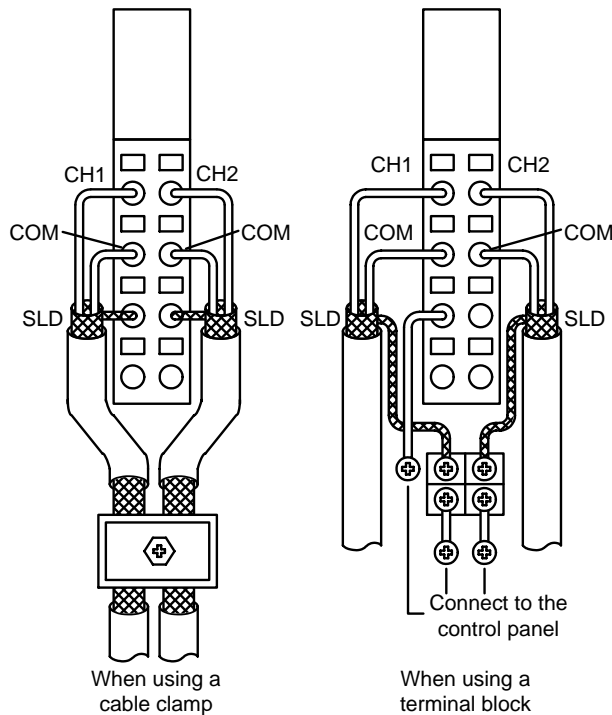 CH1
CH2
COM
COM
SLD
SLD
When using a
cable clamp
CH1
CH2
COM
COM
SLD
SLD
Connect to the
control panel
When using a
terminal block